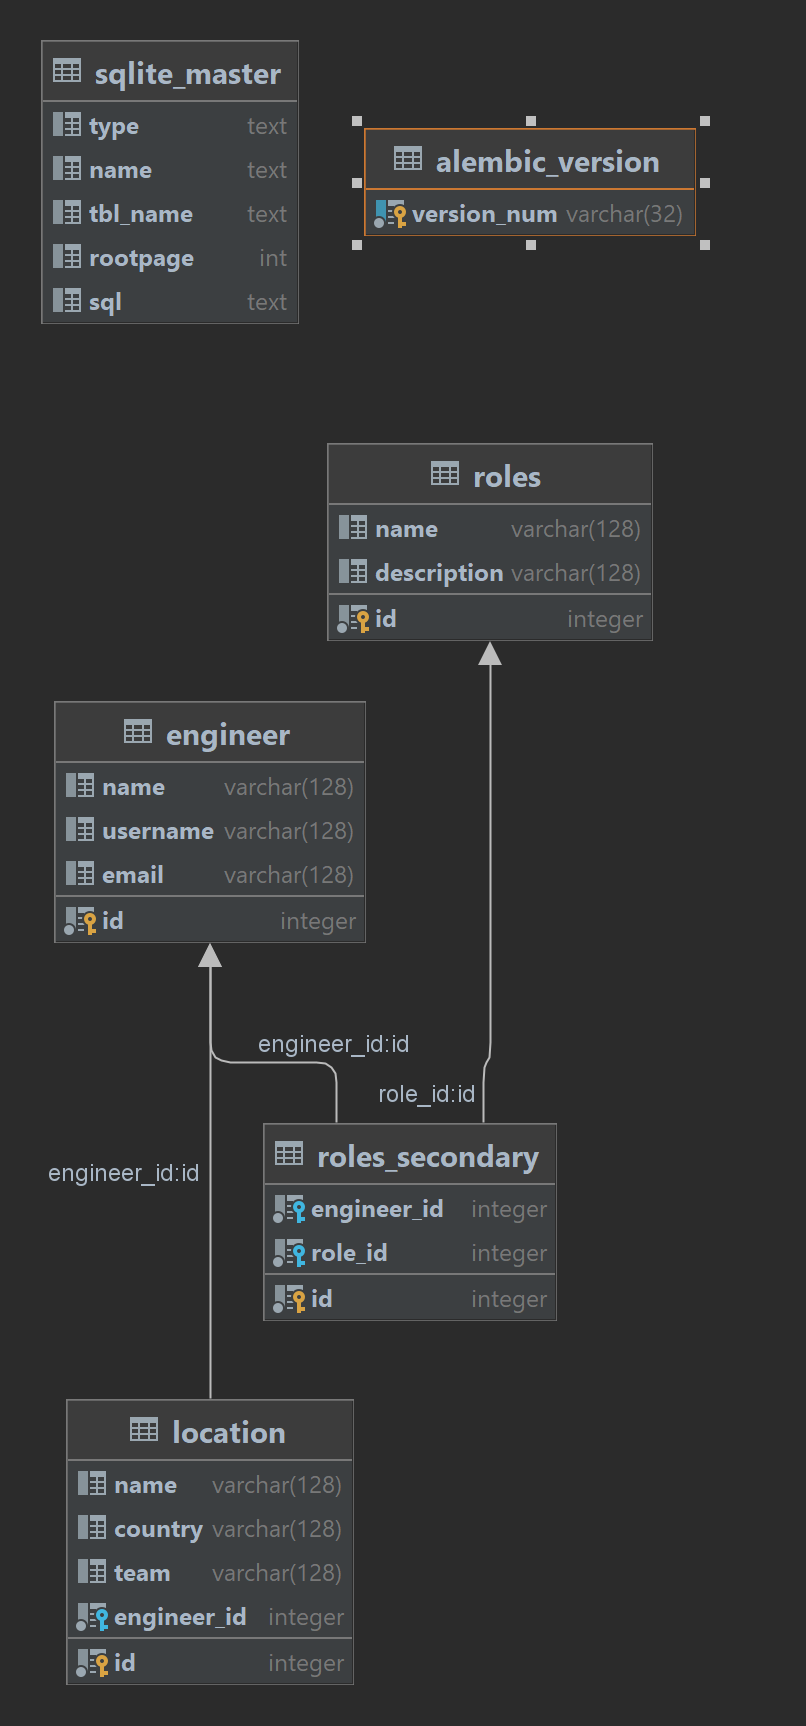 sqlite_master
type text
name text
tbl_name text
rootpage int
sql text
alembic_version
version_num varchar(32)
roles
name varchar(128)
description varchar(128)
id integer
engineer
name varchar(128)
username varchar(128)
email varchar(128)
id integer
engineer_id:id
role_id:id
engineer_id:id
roles_secondary
engineer_id integer
role_id integer
id integer
location
name varchar(128)
country varchar(128)
team varchar(128)
engineer_id integer
id integer